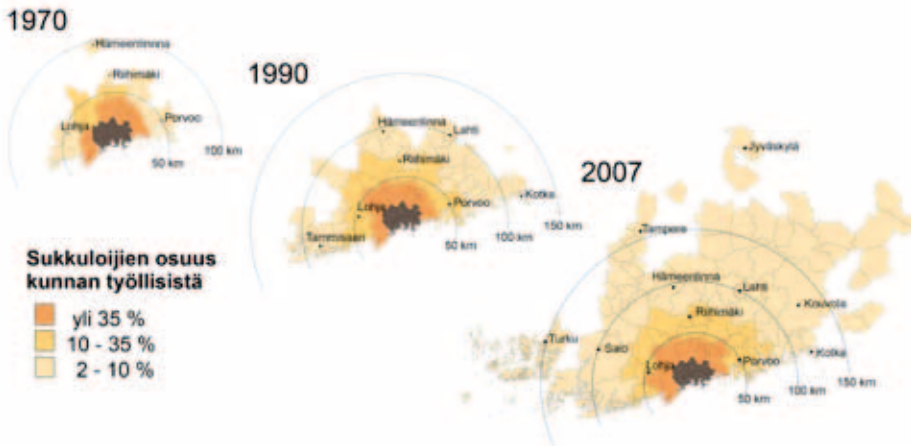 1970
Hämeenlinna
Riihimäki
Lohja
Porvoo
50 km
100 km
1990
Hämeenlinna
Lahti
Riihimäki
Lohja
Porvoo
Kotka
Tammisaari
50 km
100 km
150 km
2007
Jyväskylä
Tampere
Hämeenlinna
Lahti
Kouvola
Riihimäki
Turku
Salo
Lohja
Porvoo
Kotka
50 km
100 km
150 km
Sukkuloijien osuus
kunnan työllisistä
yli 35 %
10 - 35 %
2 - 10 %